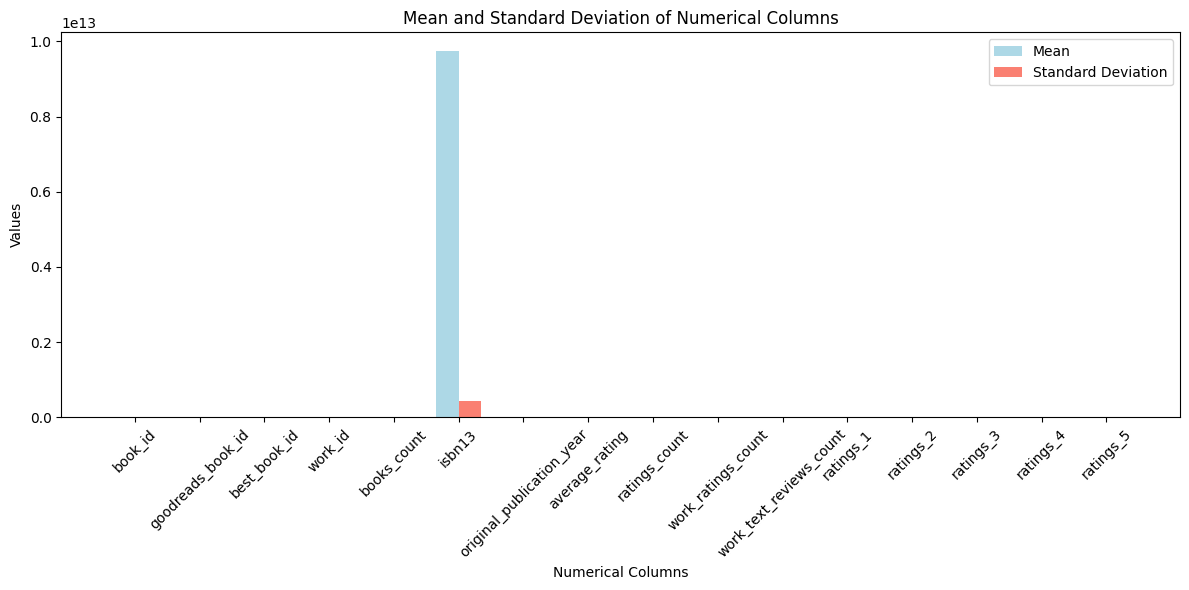 Mean and Standard Deviation of Numerical Columns
1e13
Mean
Standard Deviation
1.0
0.8
0.6
0.4
0.2
0.0
Values
book_id
goodreads_book_id
best_book_id
work_id
books_count
isbn13
original_publication_year
average_rating
ratings_count
work_ratings_count
work_text_reviews_count
ratings_1
ratings_2
ratings_3
ratings_4
ratings_5
Numerical Columns